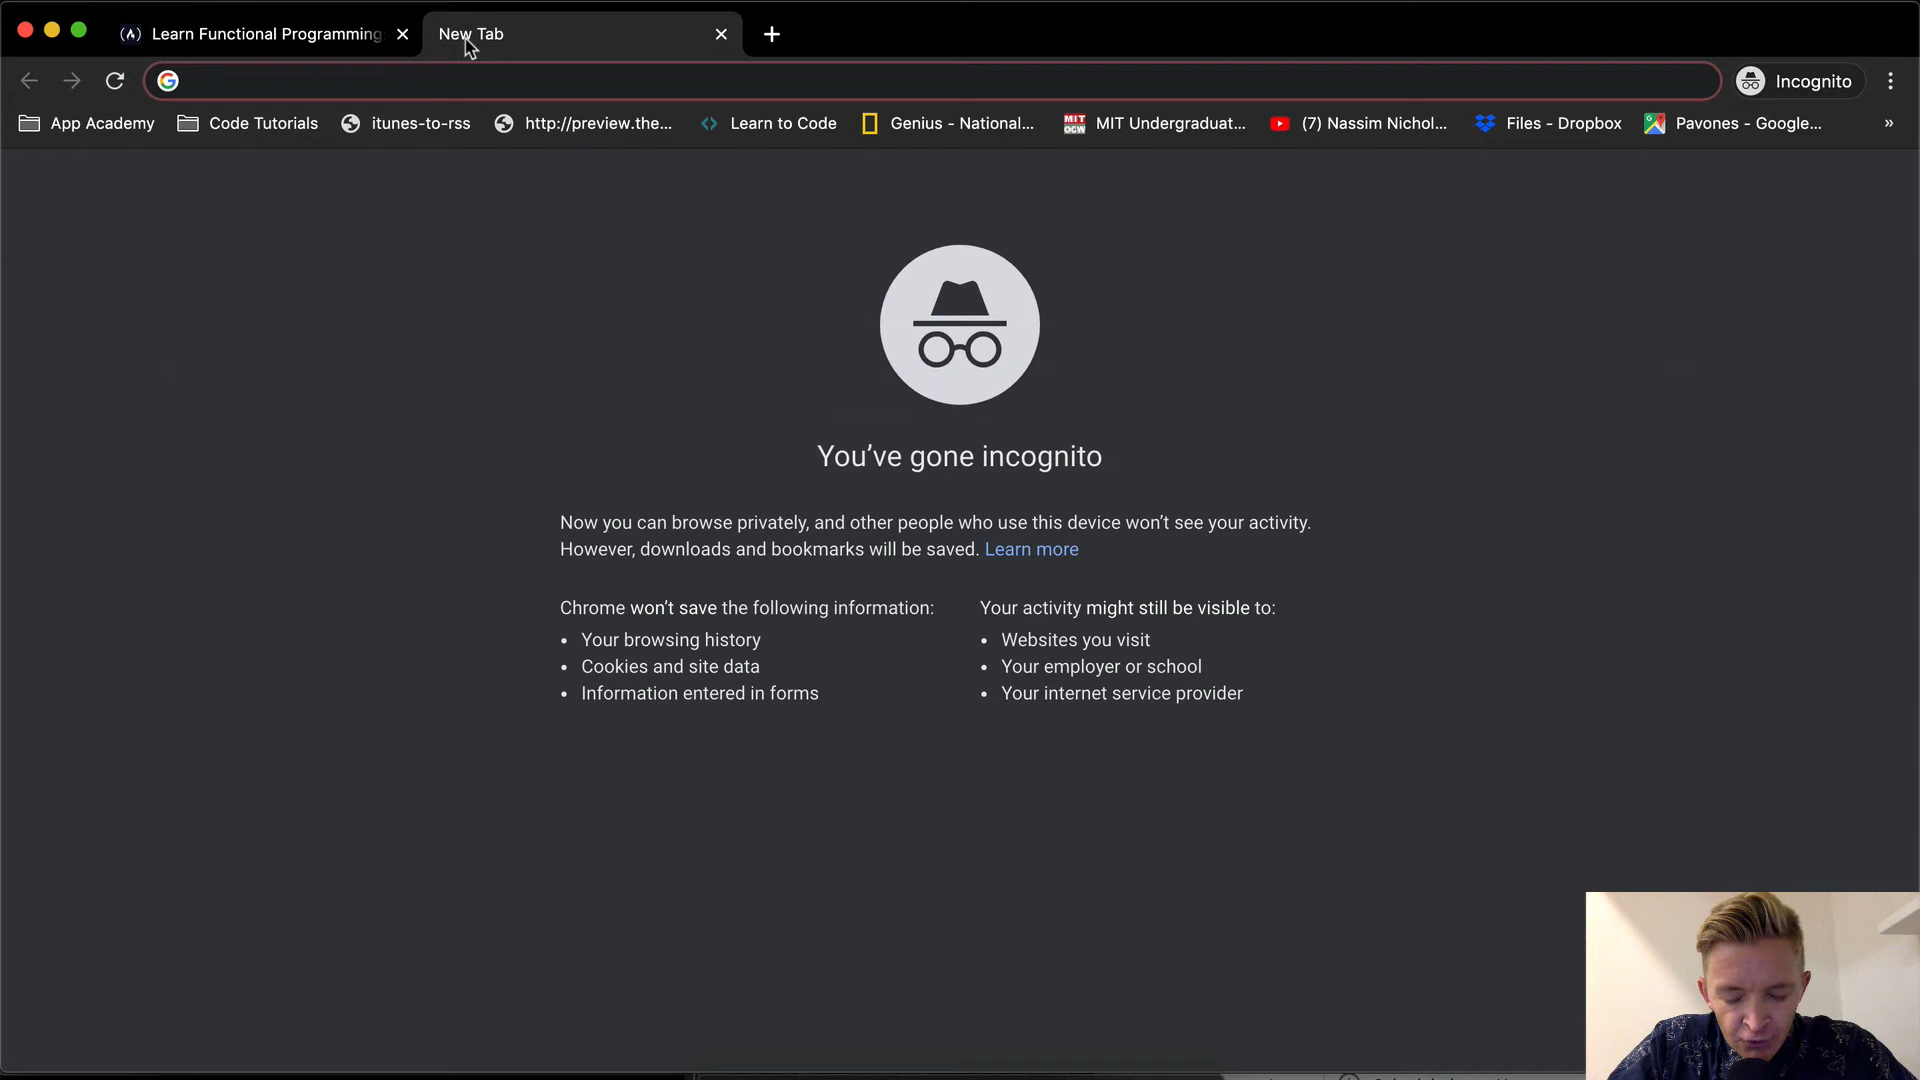 Learn Functional Programming
New Tab
Incognito
App Academy
Code Tutorials
itunes-to-rss
http://preview.the...
Learn to Code
Genius - National...
MIT Undergraduat...
(7) Nassim Nichol...
Files - Dropbox
Pavones - Google...
»
MIT
OCW
You’ve gone incognito
Now you can browse privately, and other people who use this device won’t see your activity.
However, downloads and bookmarks will be saved. Learn more
Chrome won’t save the following information:
• Your browsing history
• Cookies and site data
• Information entered in forms
Your activity might still be visible to:
• Websites you visit
• Your employer or school
• Your internet service provider